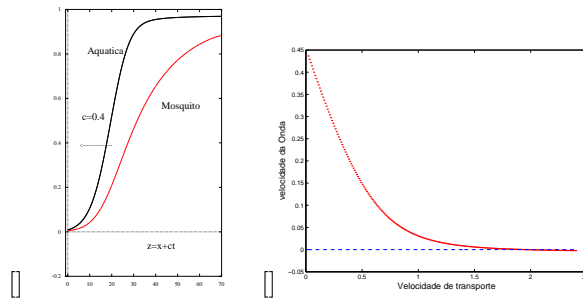 1
0.8
0.6
0.4
0.2
0
-0.2
Aquatica
Mosquito
c=0.4
z=x+ct
0 10 20 30 40 50 60 70
[]
0.45
0.4
0.35
0.3
0.25
0.2
0.15
0.1
0.05
0
-0.05
velocidade da Onda
0 0.5 1 1.5 2
Velocidade de transporte
[]